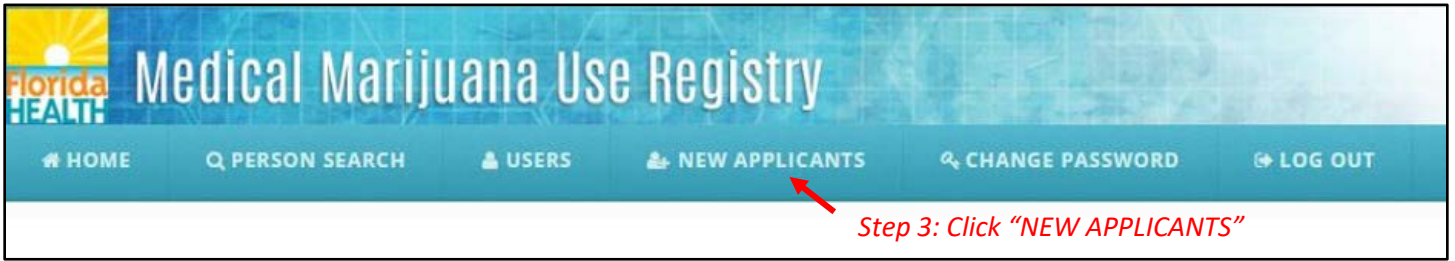 Florida
HEALTH
Medical Marijuana Use Registry
HOME PERSON SEARCH USERS NEW APPLICANTS CHANGE PASSWORD LOG OUT
Step 3: Click “NEW APPLICANTS”